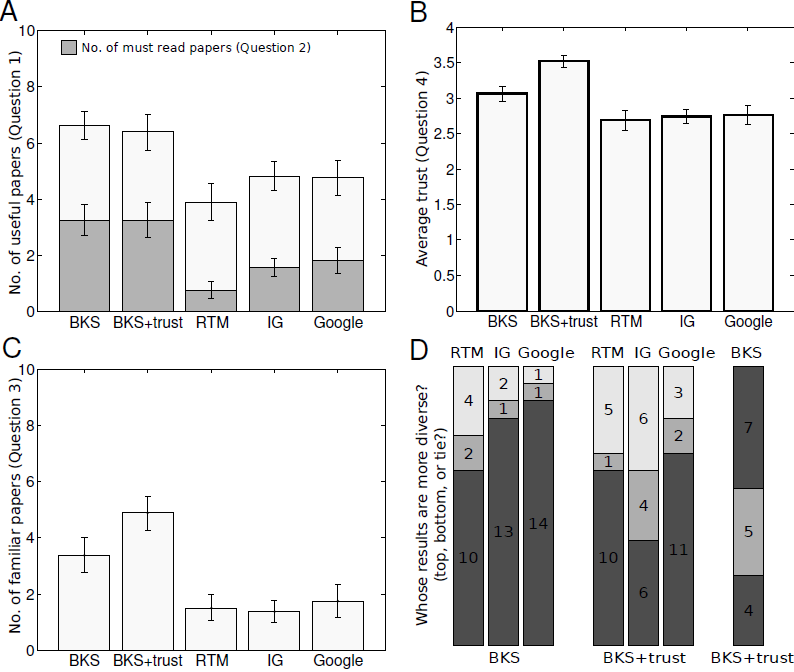 A
No. of useful papers (Question 1)
10
8
6
4
2
0
No. of must read papers (Question 2)
BKS BKS+trust RTM IG Google
B
Average trust (Question 4)
4
3.5
3
2.5
2
1.5
1
0.5
0
BKS BKS+trust RTM IG Google
C
No. of familiar papers (Question 3)
10
8
6
4
2
0
BKS BKS+trust RTM IG Google
D
Whose results are more diverse?
(top, bottom, or tie?)
RTM IG Google
4 2 1
2 1 1
10 13 14
BKS
RTM IG Google
5 6 3
1 4 2
10 6 11
BKS+trust
BKS
7
5
4
BKS+trust